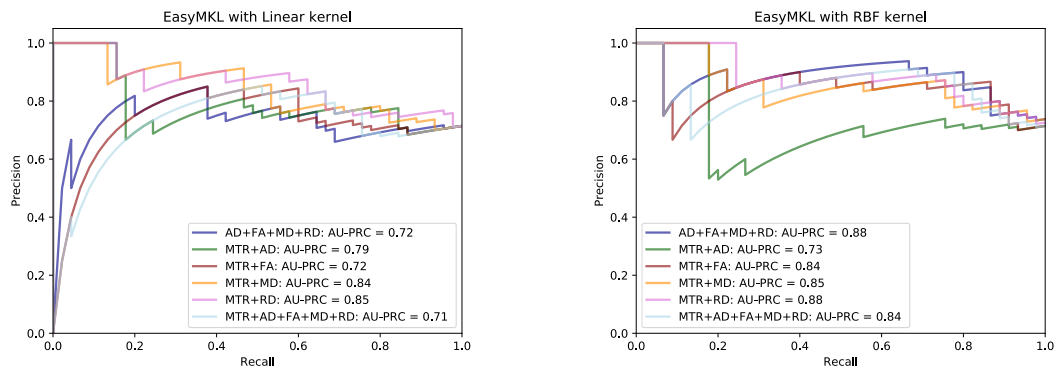 EasyMKL with Linear kernel
Precision
1.0
0.8
0.6
0.4
0.2
0.0
AD+FA+MD+RD: AU-PRC = 0.72
MTR+AD: AU-PRC = 0.79
MTR+FA: AU-PRC = 0.72
MTR+MD: AU-PRC = 0.84
MTR+RD: AU-PRC = 0.85
MTR+AD+FA+MD+RD: AU-PRC = 0.71
0.0 0.2 0.4 0.6 0.8 1.0
Recall
EasyMKL with RBF kernel
Precision
1.0
0.8
0.6
0.4
0.2
0.0
AD+FA+MD+RD: AU-PRC = 0.88
MTR+AD: AU-PRC = 0.73
MTR+FA: AU-PRC = 0.84
MTR+MD: AU-PRC = 0.85
MTR+RD: AU-PRC = 0.88
MTR+AD+FA+MD+RD: AU-PRC = 0.84
0.0 0.2 0.4 0.6 0.8 1.0
Recall